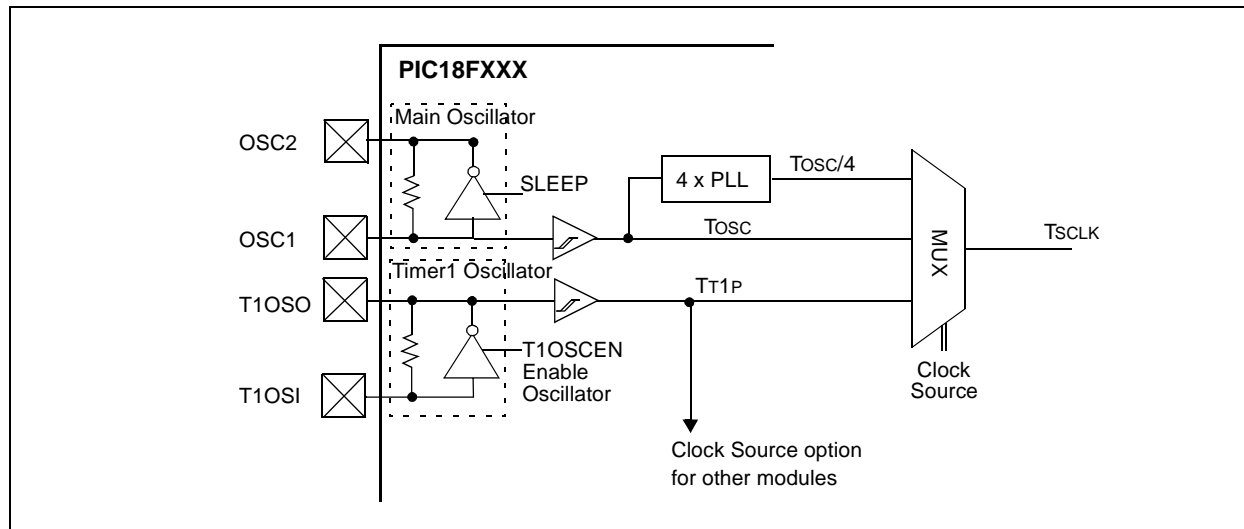 PIC18FXXX
Main Oscillator
OSC2
SLEEP
4 x PLL
TOSC/4
OSC1
TOSC
MUX
TSCLK
Timer1 Oscillator
T1OSO
TT1P
T1OSCEN
Enable
Oscillator
T1OSI
Clock
Source
Clock Source option
for other modules